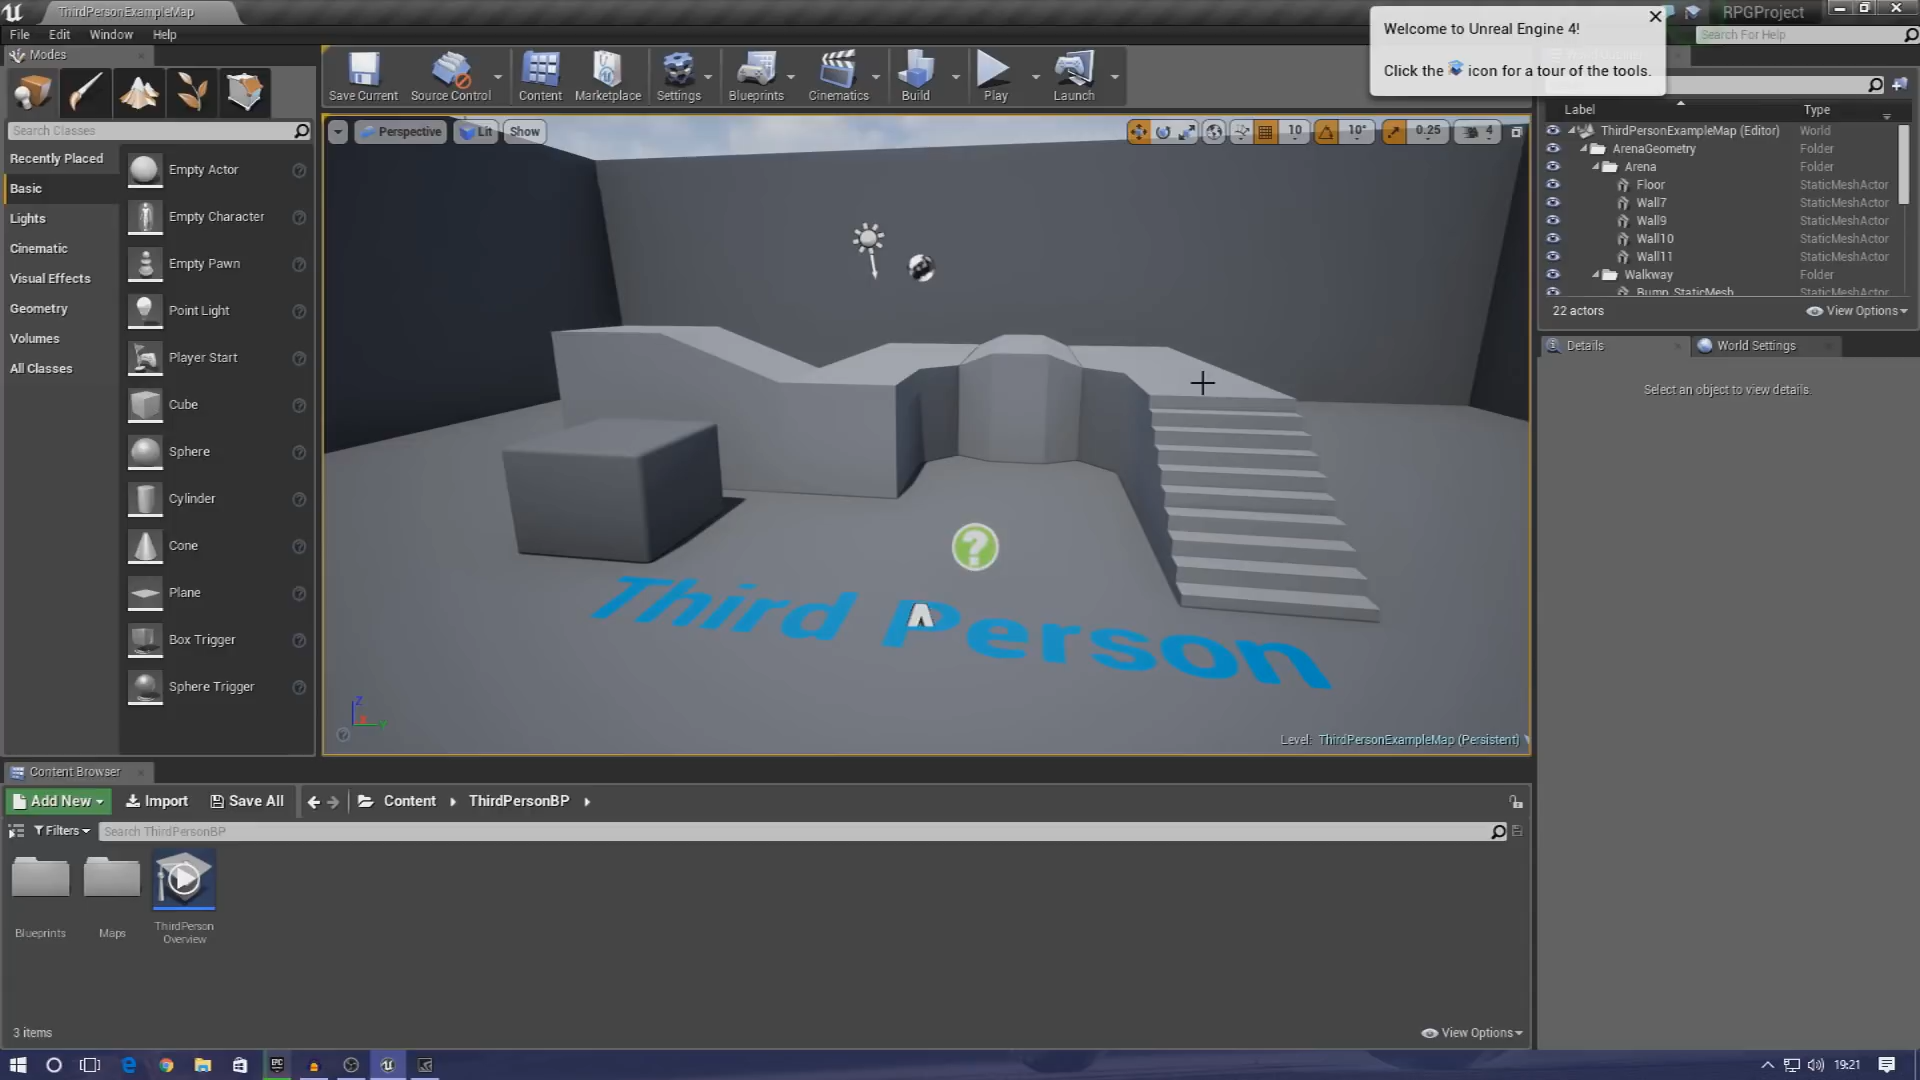 ThirdPersonExampleMap
RPGProject
File Edit Window Help
Search For Help
Welcome to Unreal Engine 4!
Click the icon for a tour of the tools.
Modes
Save Current Source Control Content Marketplace Settings Blueprints Cinematics Build Play Launch
Search Classes
Recently Placed
Basic
Lights
Cinematic
Visual Effects
Geometry
Volumes
All Classes
Empty Actor
Empty Character
Empty Pawn
Point Light
Player Start
Cube
Sphere
Cylinder
Cone
Plane
Box Trigger
Sphere Trigger
Perspective Lit Show
10 10° 0.25 4
Third Person
Z
Level: ThirdPersonExampleMap (Persistent)
Label Type
ThirdPersonExampleMap (Editor) World
ArenaGeometry Folder
Arena Folder
Floor StaticMeshActor
Wall7 StaticMeshActor
Wall9 StaticMeshActor
Wall10 StaticMeshActor
Wall11 StaticMeshActor
Walkway Folder
Bump_StaticMesh StaticMeshActor
22 actors View Options
Details World Settings
Select an object to view details.
Content Browser
Add New Import Save All Content ThirdPersonBP
Filters Search ThirdPersonBP
Blueprints
Maps
ThirdPerson
Overview
3 items View Options
EPIC
19:21